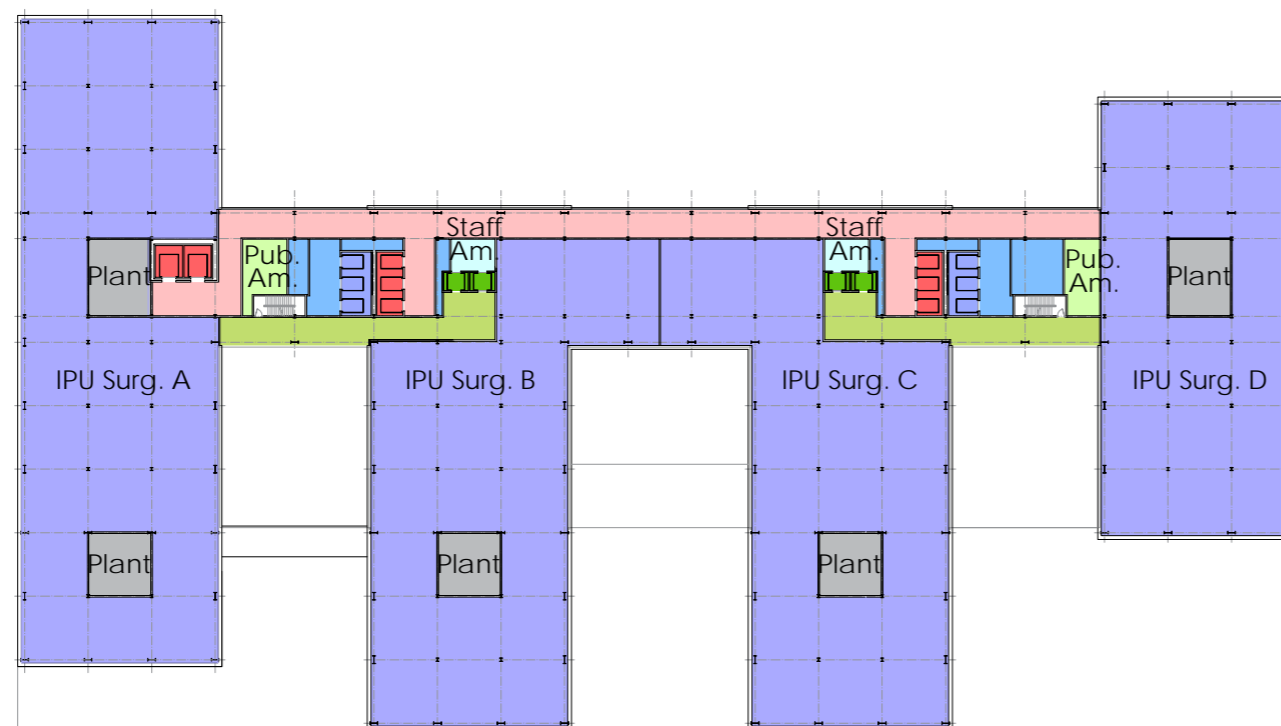 Staff
Am.
Staff
Am.
Plant
Pub.
Am.
Pub.
Am.
Plant
IPU Surg. A
IPU Surg. B
IPU Surg. C
IPU Surg. D
Plant
Plant
Plant